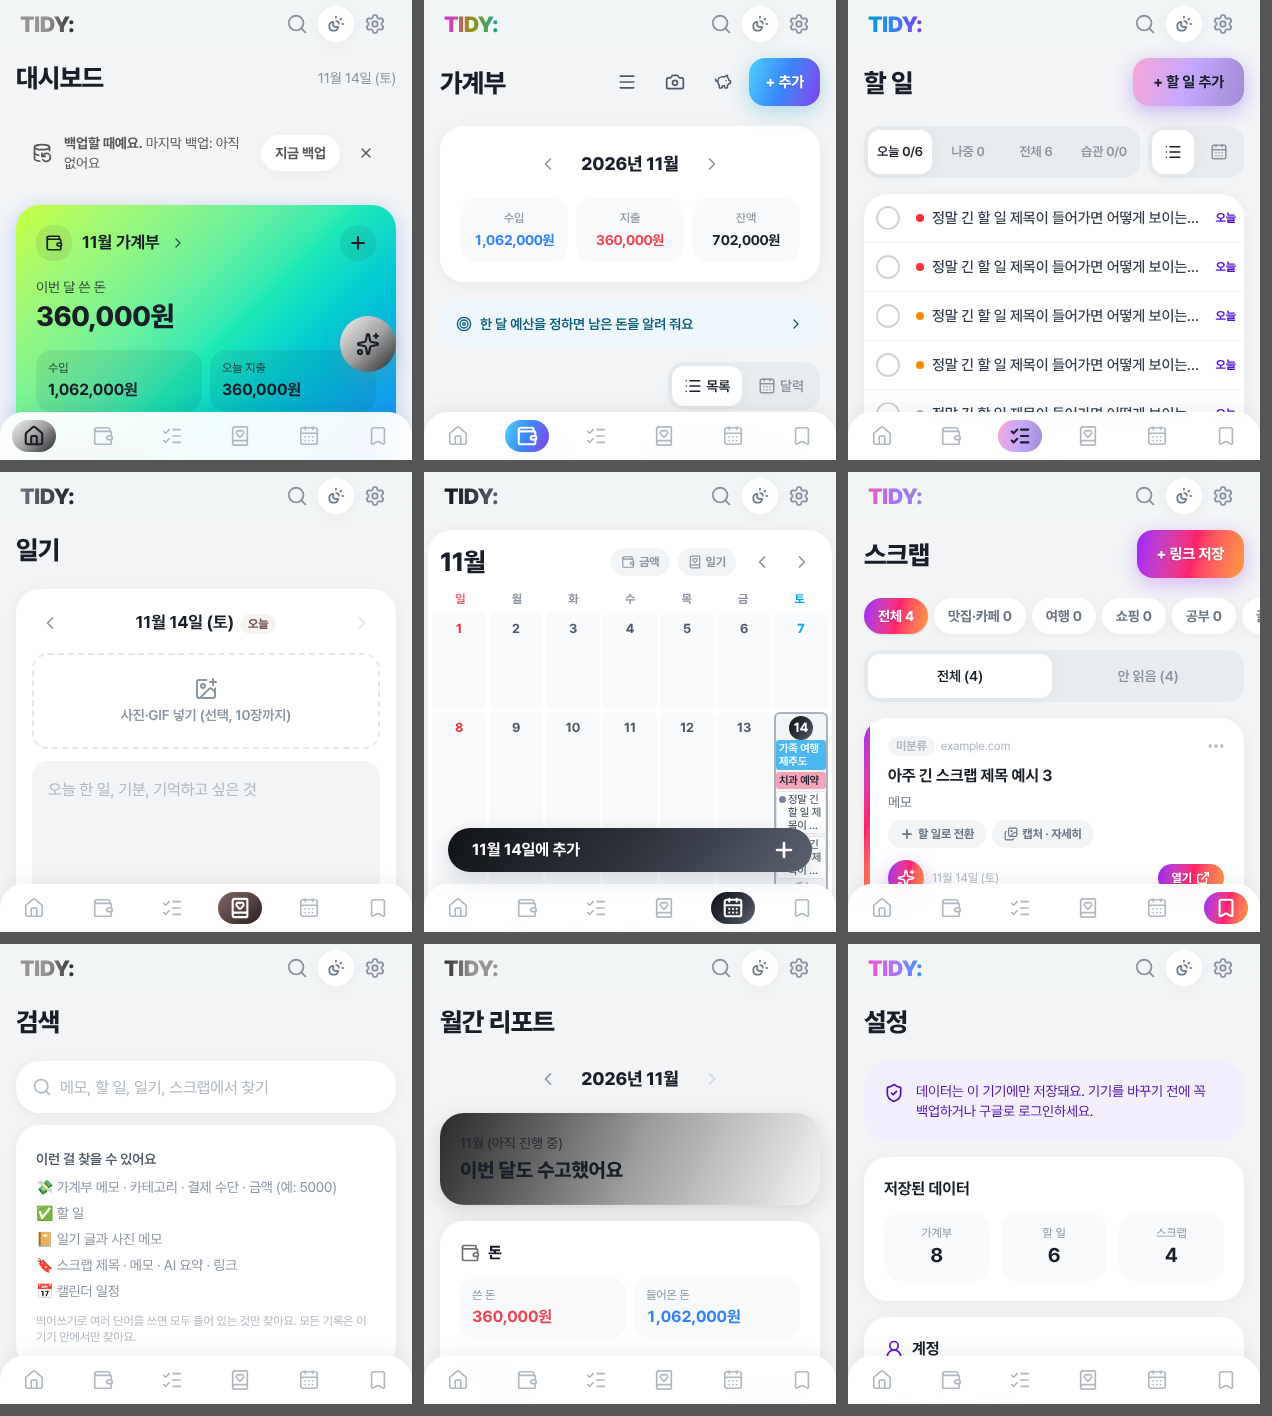 TIDY:
대시보드
11월 14일 (토)
백업할 때예요. 마지막 백업: 아직
없어요
지금 백업
11월 가계부
이번 달 쓴 돈
360,000원
수입
1,062,000원
오늘 지출
360,000원
TIDY:
가계부
+ 추가
2026년 11월
수입
1,062,000원
지출
360,000원
잔액
702,000원
한 달 예산을 정하면 남은 돈을 알려 줘요
목록
달력
TIDY:
할 일
+ 할 일 추가
오늘 0/6
나중 0
전체 6
습관 0/0
정말 긴 할 일 제목이 들어가면 어떻게 보이는...
오늘
정말 긴 할 일 제목이 들어가면 어떻게 보이는...
오늘
정말 긴 할 일 제목이 들어가면 어떻게 보이는...
오늘
정말 긴 할 일 제목이 들어가면 어떻게 보이는...
오늘
TIDY:
일기
11월 14일 (토)
오늘
사진·GIF 넣기 (선택, 10장까지)
오늘 한 일, 기분, 기억하고 싶은 것
TIDY:
11월
금액
일기
일 월 화 수 목 금 토
1 2 3 4 5 6 7
8 9 10 11 12 13 14
가족 여행
제주도
치과 예약
정말 긴
할 일 제
목이 ...
11월 14일에 추가
TIDY:
스크랩
+ 링크 저장
전체 4
맛집·카페 0
여행 0
쇼핑 0
공부 0
전체 (4)
안 읽음 (4)
미분류
example.com
아주 긴 스크랩 제목 예시 3
메모
할 일로 전환
캡처 · 자세히
11월 14일 (토)
열기
TIDY:
검색
메모, 할 일, 일기, 스크랩에서 찾기
이런 걸 찾을 수 있어요
가계부 메모 · 카테고리 · 결제 수단 · 금액 (예: 5000)
할 일
일기 글과 사진 메모
스크랩 제목 · 메모 · AI 요약 · 링크
캘린더 일정
띄어쓰기로 여러 단어를 쓰면 모두 들어 있는 것만 찾아요. 모든 기록은 이
기기 안에서만 찾아요.
TIDY:
월간 리포트
2026년 11월
11월 (아직 진행 중)
이번 달도 수고했어요
돈
쓴 돈
360,000원
들어온 돈
1,062,000원
TIDY:
설정
데이터는 이 기기에만 저장돼요. 기기를 바꾸기 전에 꼭
백업하거나 구글로 로그인하세요.
저장된 데이터
가계부
8
할 일
6
스크랩
4
계정